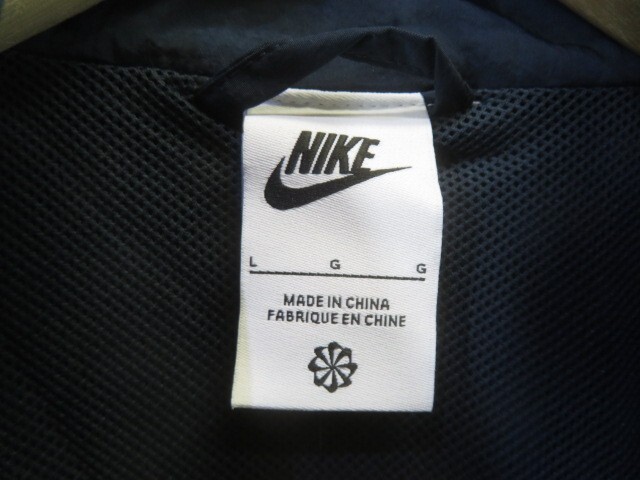 NIKE
L G G
MADE IN CHINA
FABRIQUE EN CHINE